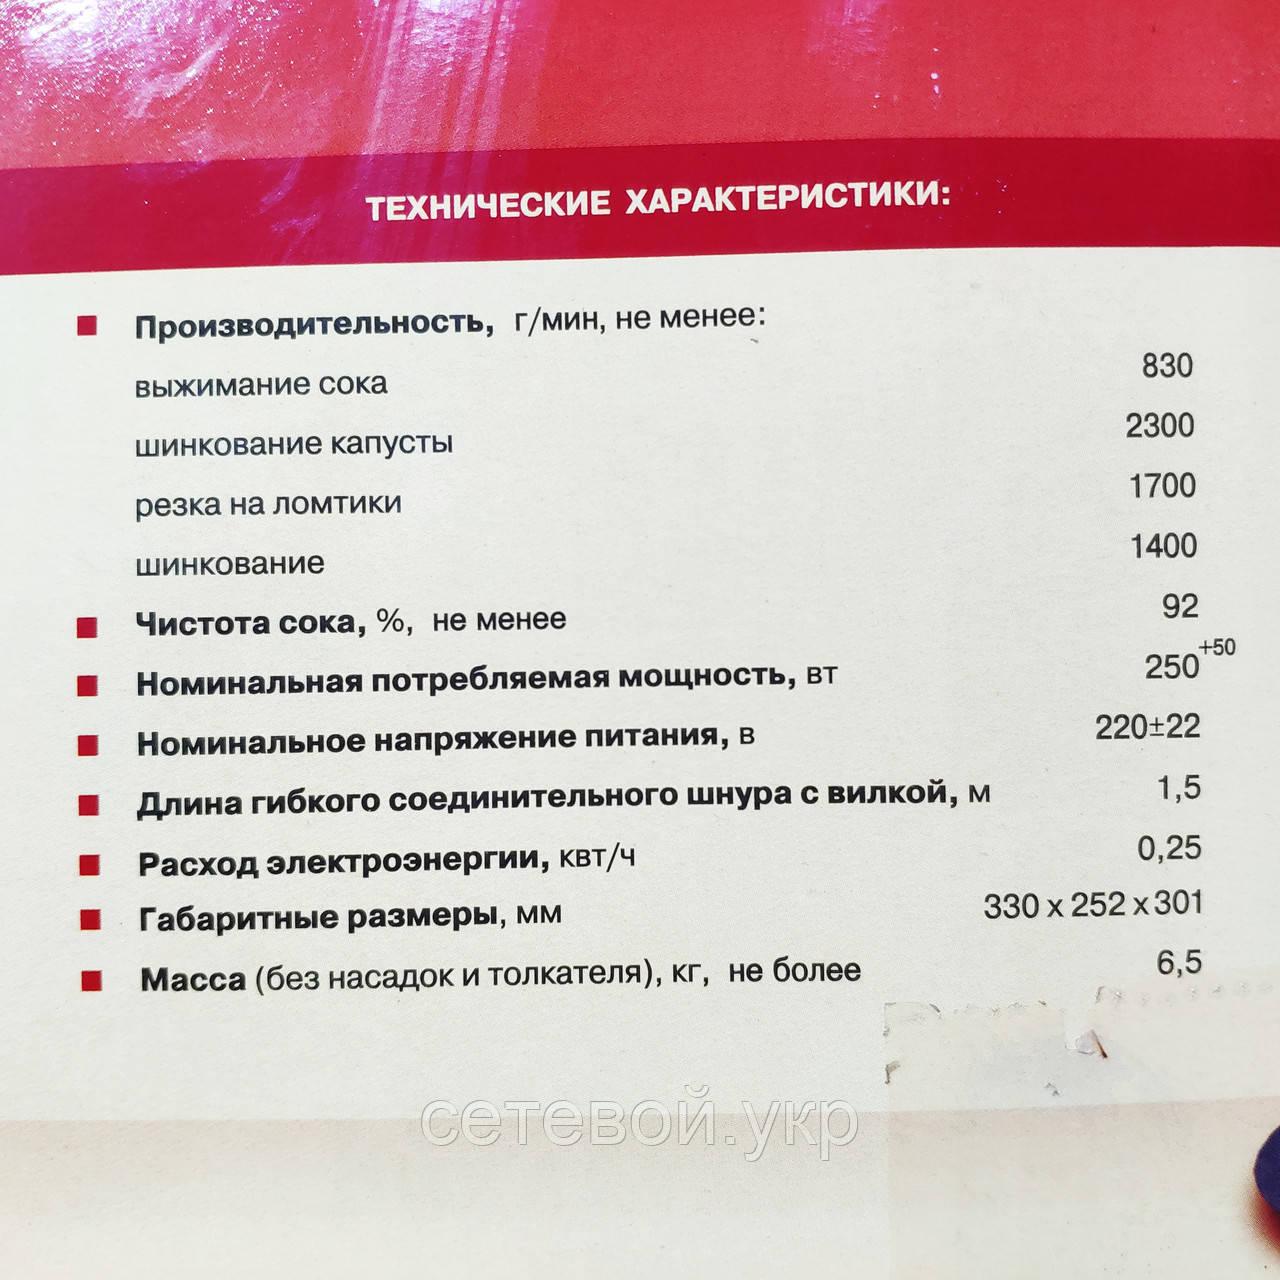 ТЕХНИЧЕСКИЕ ХАРАКТЕРИСТИКИ:
Производительность, г/мин, не менее:
выжимание сока 830
шинкование капусты 2300
резка на ломтики 1700
шинкование 1400
Чистота сока, %, не менее 92
Номинальная потребляемая мощность, вт 250+50
Номинальное напряжение питания, в 220±22
Длина гибкого соединительного шнура с вилкой, м 1,5
Расход электроэнергии, квт/ч 0,25
Габаритные размеры, мм 330 х 252 х 301
Масса (без насадок и толкателя), кг, не более 6,5
сетевой.укр